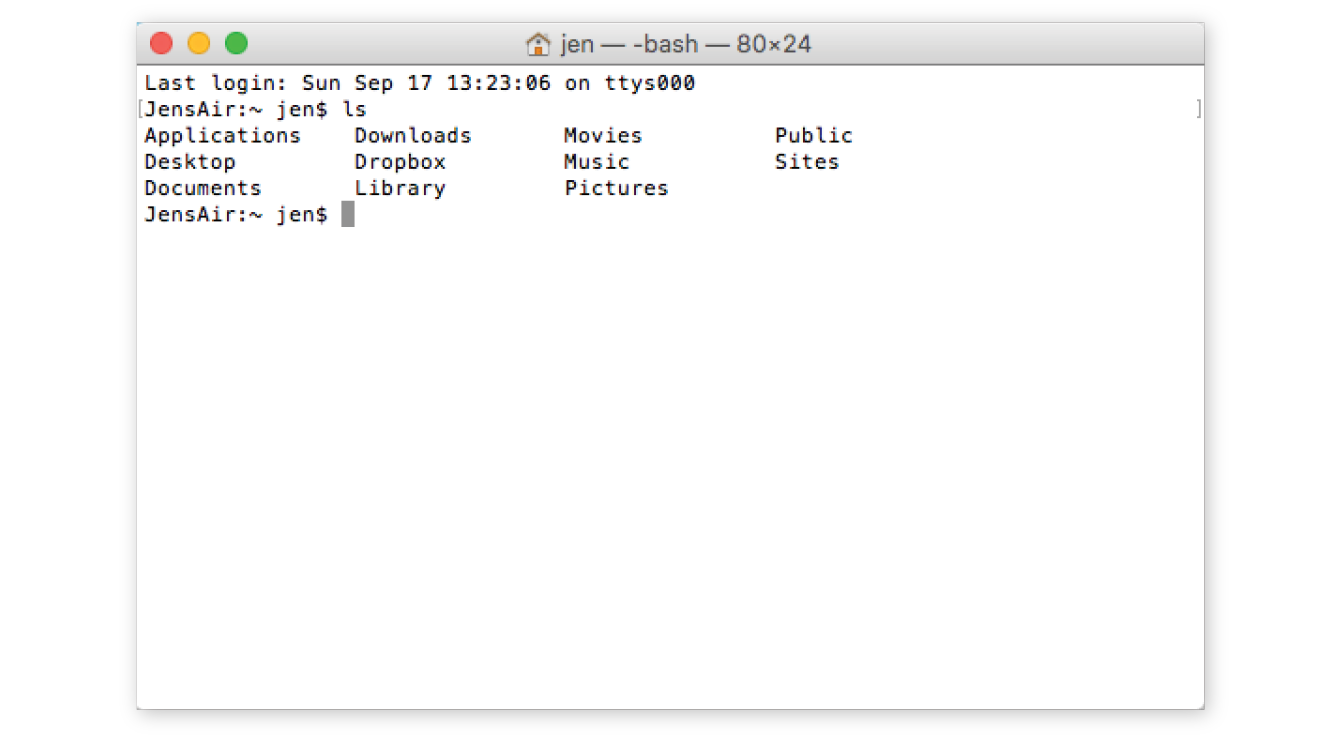 jen — -bash — 80×24
Last login: Sun Sep 17 13:23:06 on ttys000
[JensAir:~ jen$ ls ]
Applications Downloads Movies Public
Desktop Dropbox Music Sites
Documents Library Pictures
JensAir:~ jen$